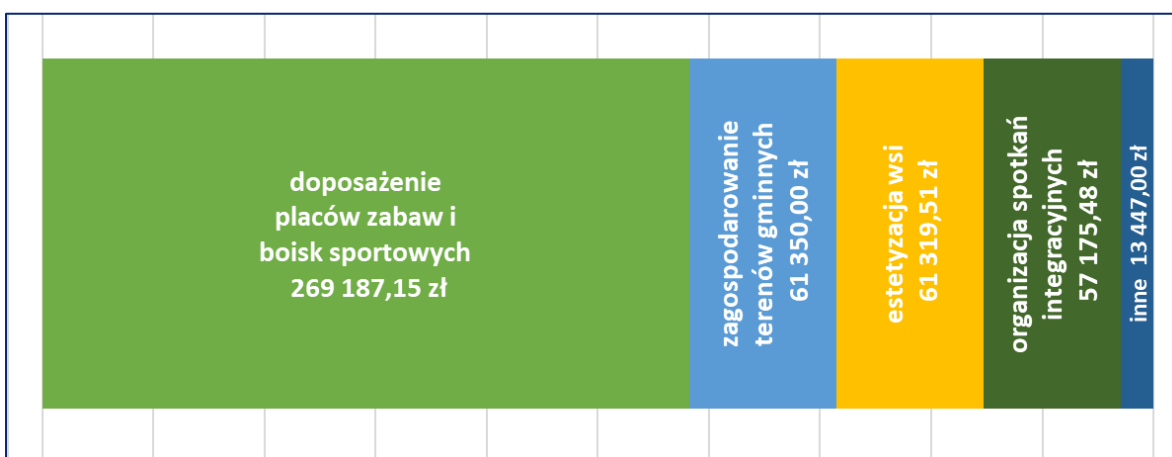 doposażenie
placów zabaw i
boisk sportowych
269 187,15 zł
zagospodarowanie
terenów gminnych
61 350,00 zł
estetyzacja wsi
61 319,51 zł
organizacja spotkań
integracyjnych
57 175,48 zł
inne 13 447,00 zł